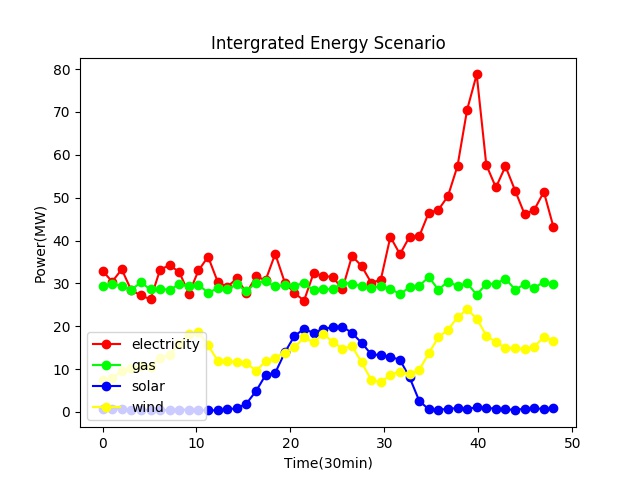 Intergrated Energy Scenario
Power(MW)
80
70
60
50
40
30
20
10
0
electricity
gas
solar
wind
0 10 20 30 40 50
Time(30min)